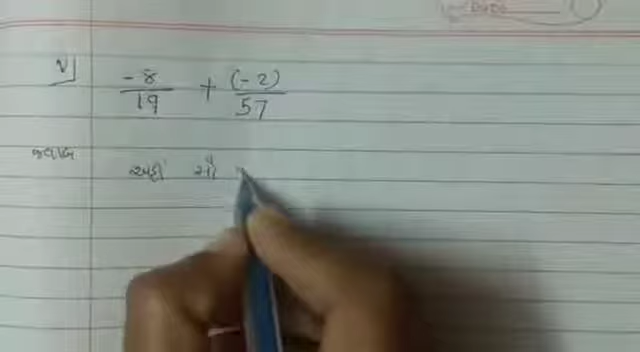 v) -8/19 + (-2)/57
જવાબ અહીં સૌ